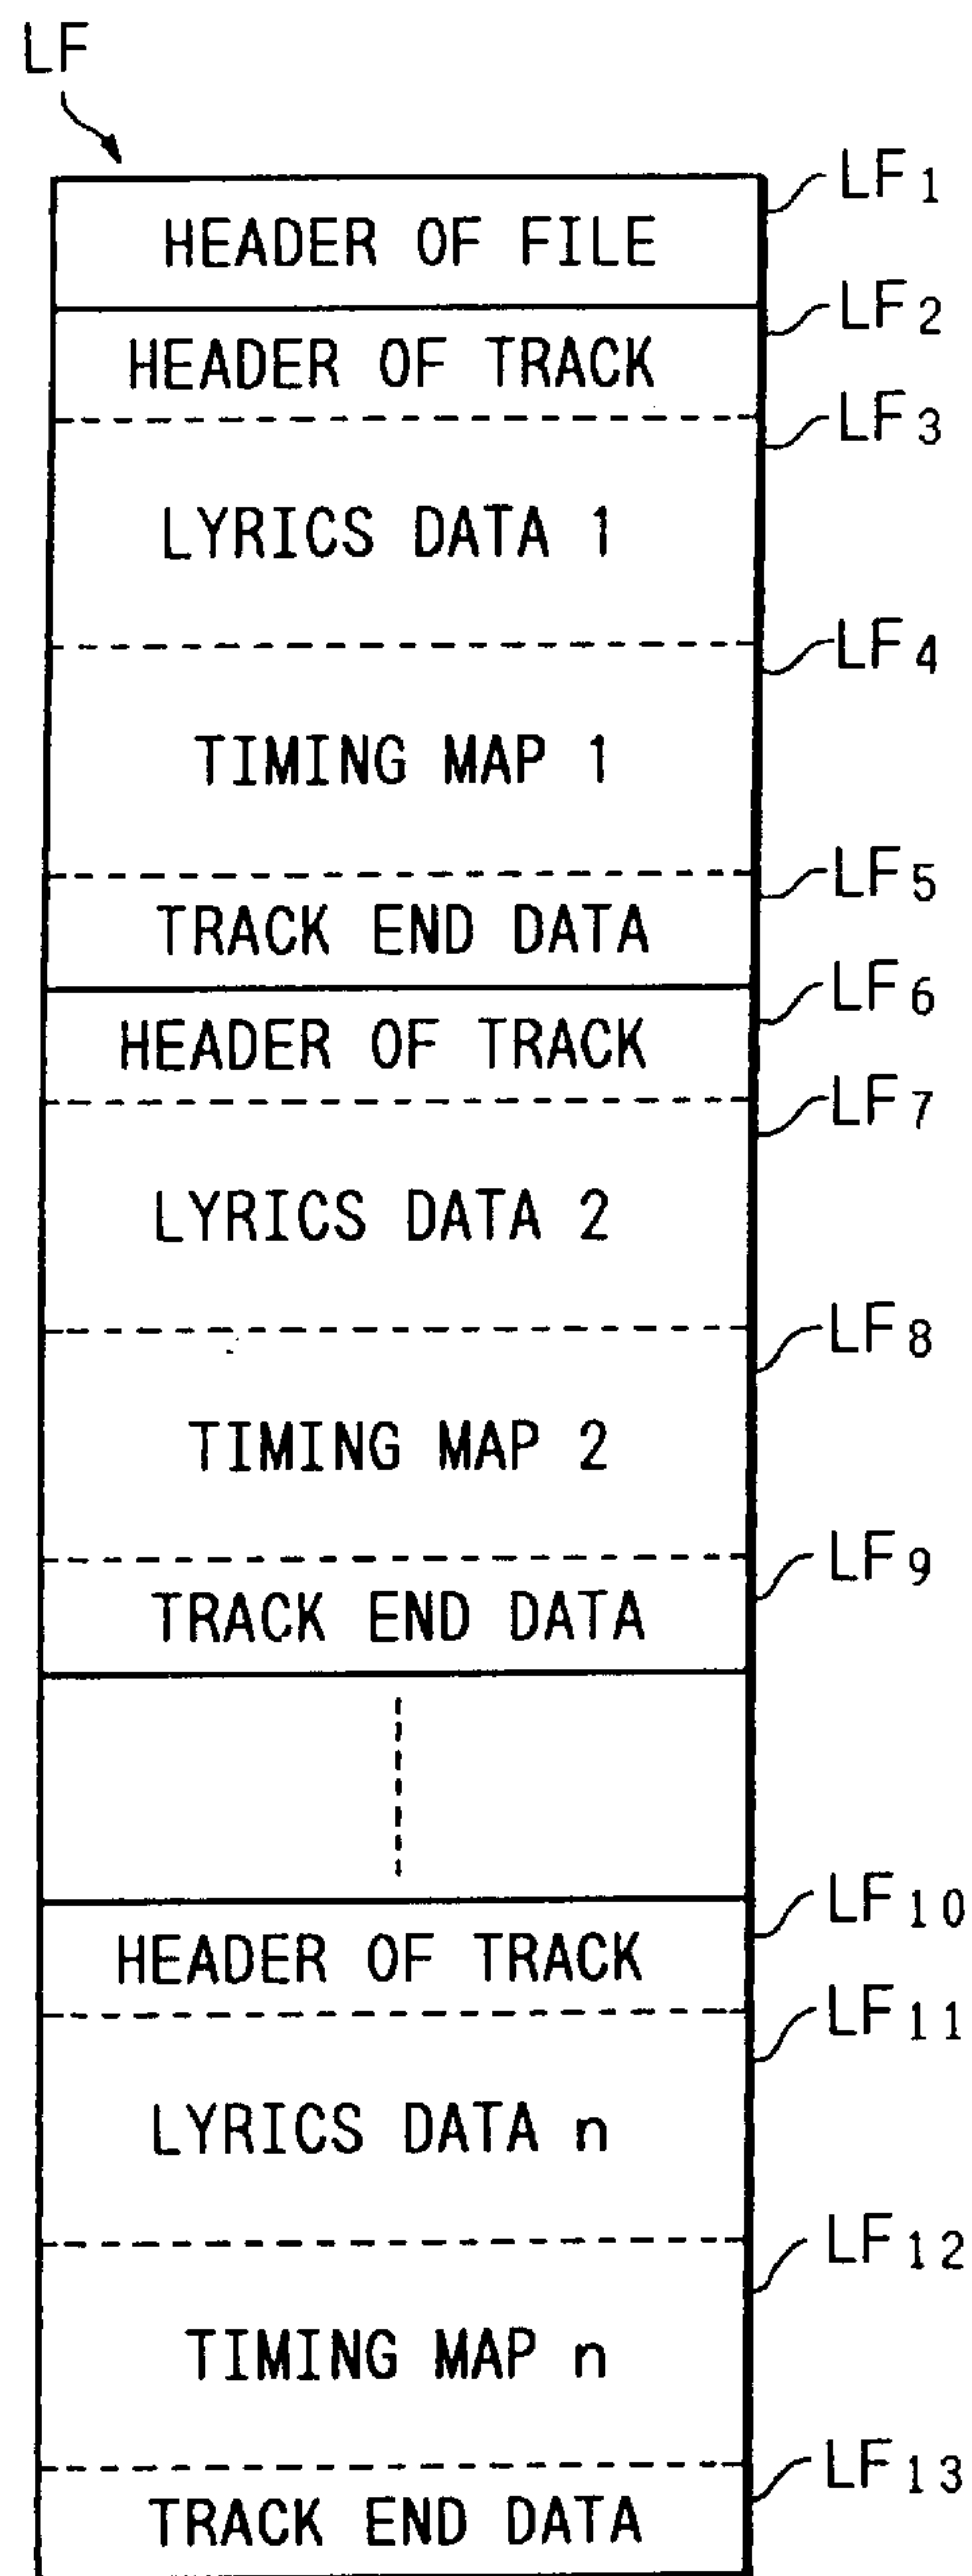 LF
LF1
HEADER OF FILE
LF2
HEADER OF TRACK
LF3
LYRICS DATA 1
LF4
TIMING MAP 1
LF5
TRACK END DATA
LF6
HEADER OF TRACK
LF7
LYRICS DATA 2
LF8
TIMING MAP 2
LF9
TRACK END DATA
LF10
HEADER OF TRACK
LF11
LYRICS DATA n
LF12
TIMING MAP n
LF13
TRACK END DATA